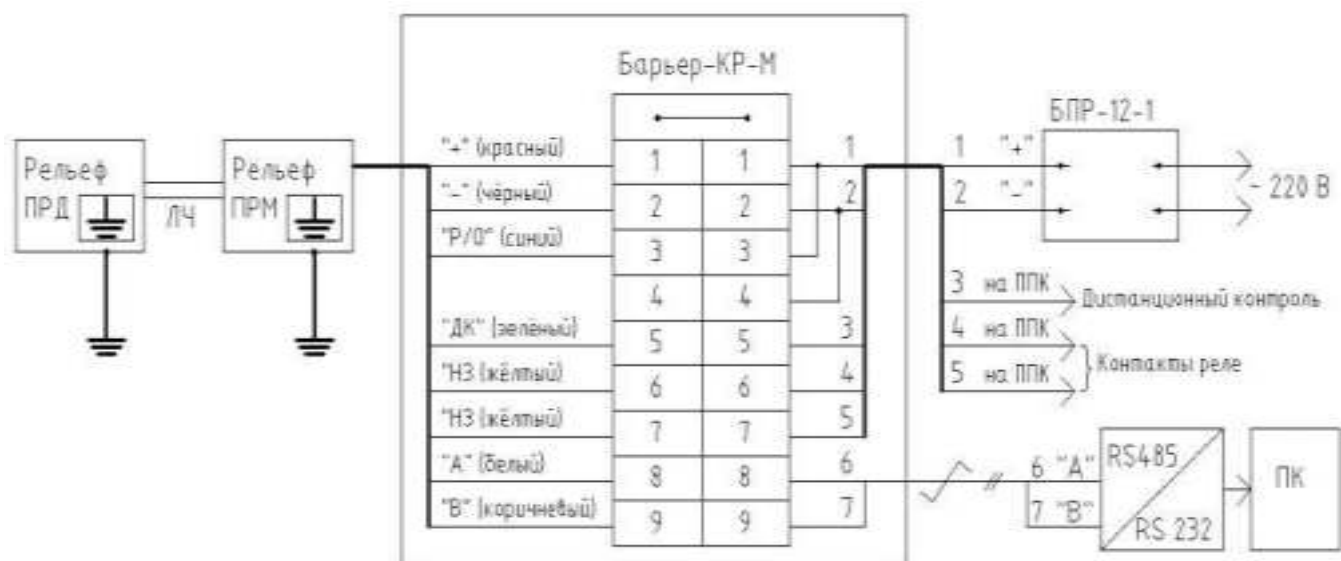 Барьер-КР-М
БПР-12-1
Рельеф
ПРД
ЛЧ
Рельеф
ПРМ
"+" (красный) 1 1 1
"-" (чёрный) 2 2 2
"Р/О" (синий) 3 3
4 4
"ДК" (зелёный) 5 5 3
"НЗ (жёлтый) 6 6 4
"НЗ (жёлтый) 7 7 5
"А" (белый) 8 8 6
"В" (коричневый) 9 9 7
1 "+"
2 "-"
~ 220 В
3 на ППК Дистанционный контроль
4 на ППК
5 на ППК
Контакты реле
6 "А"
7 "В"
RS485
RS 232
ПК